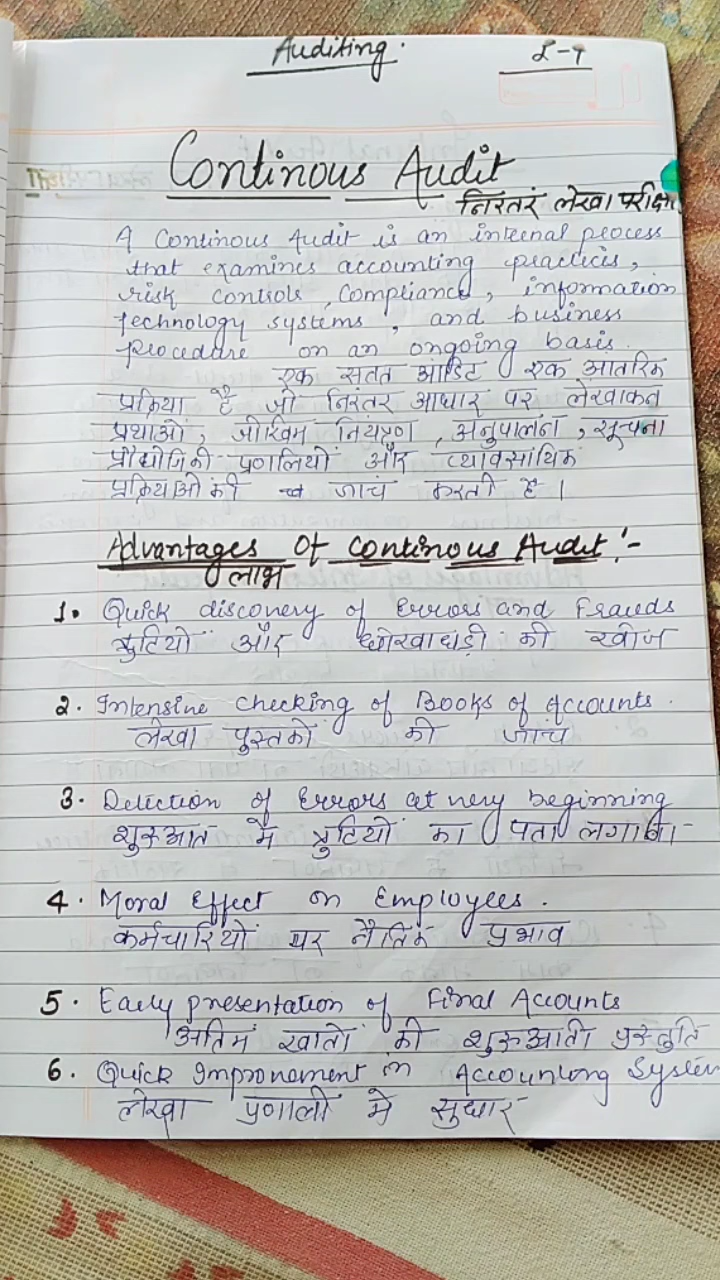 Auditing.
L-9
Continous Audit
निरतरं लेखा परीक्षा
A Continous Audit is an internal process
that examines accounting practices,
risk controls, compliance, information
technology systems, and business
procedure on an ongoing basis.
एक सतत आडिट एक आतंरिक
प्रक्रिया है जो निरंतर आधार पर लेखाकंन
प्रथाओं, जोखिम नियंत्रण, अनुपालन, सूचना
प्रौद्योगिकी प्रणालियों और व्यावसायिक
प्रक्रियाओं की जाचं करती है।
Advantages Of Continous Audit :-
लाभ
1. Quick discovery of Errors and Frauds
त्रुटियों और धोखाधड़ी की खोज
2. Intensive checking of Books of Accounts.
लेखा पुस्तकों की जाचं
3. Detection of Errors at very beginning
शुरूआत में त्रुटियों का पता लगाना
4. Moral Effect on Employees.
कर्मचारियों पर नैतिक प्रभाव
5. Early presentation of Final Accounts
अतिमं खातों की शुरूआती प्रस्तुति
6. Quick Improvement in Accounting System
लेखा प्रणाली मे सुधार